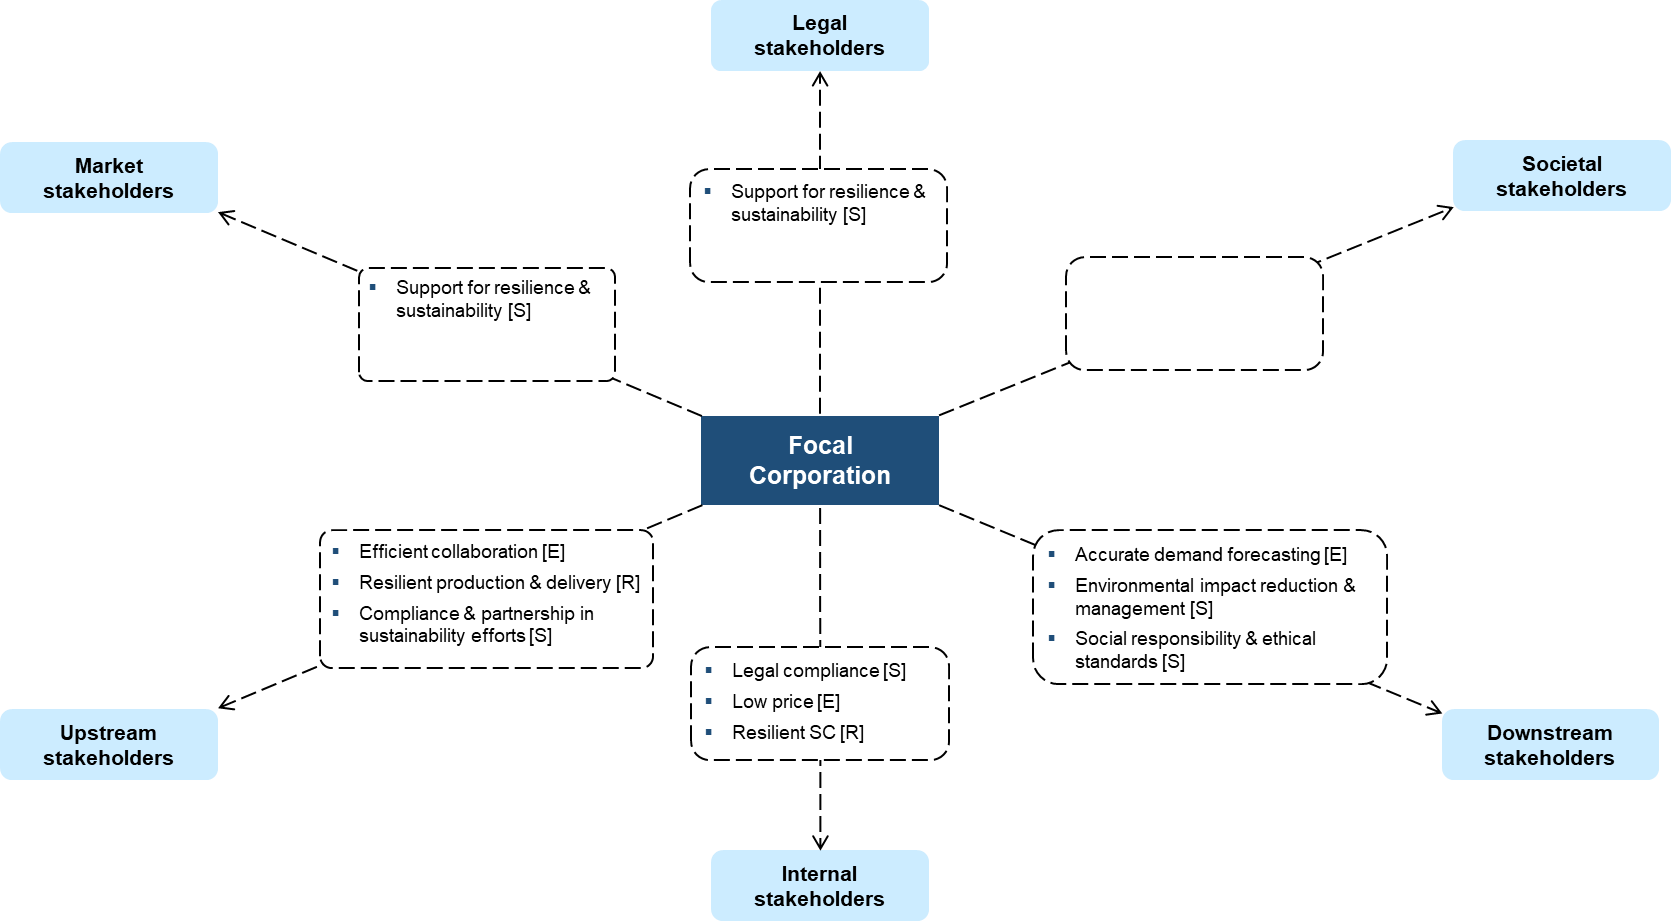 Legal
stakeholders
Market
stakeholders
Societal
stakeholders
▪ Support for resilience &
sustainability [S]
▪ Support for resilience &
sustainability [S]
Focal
Corporation
▪ Efficient collaboration [E]
▪ Resilient production & delivery [R]
▪ Compliance & partnership in
sustainability efforts [S]
▪ Accurate demand forecasting [E]
▪ Environmental impact reduction &
management [S]
▪ Social responsibility & ethical
standards [S]
▪ Legal compliance [S]
▪ Low price [E]
▪ Resilient SC [R]
Upstream
stakeholders
Downstream
stakeholders
Internal
stakeholders